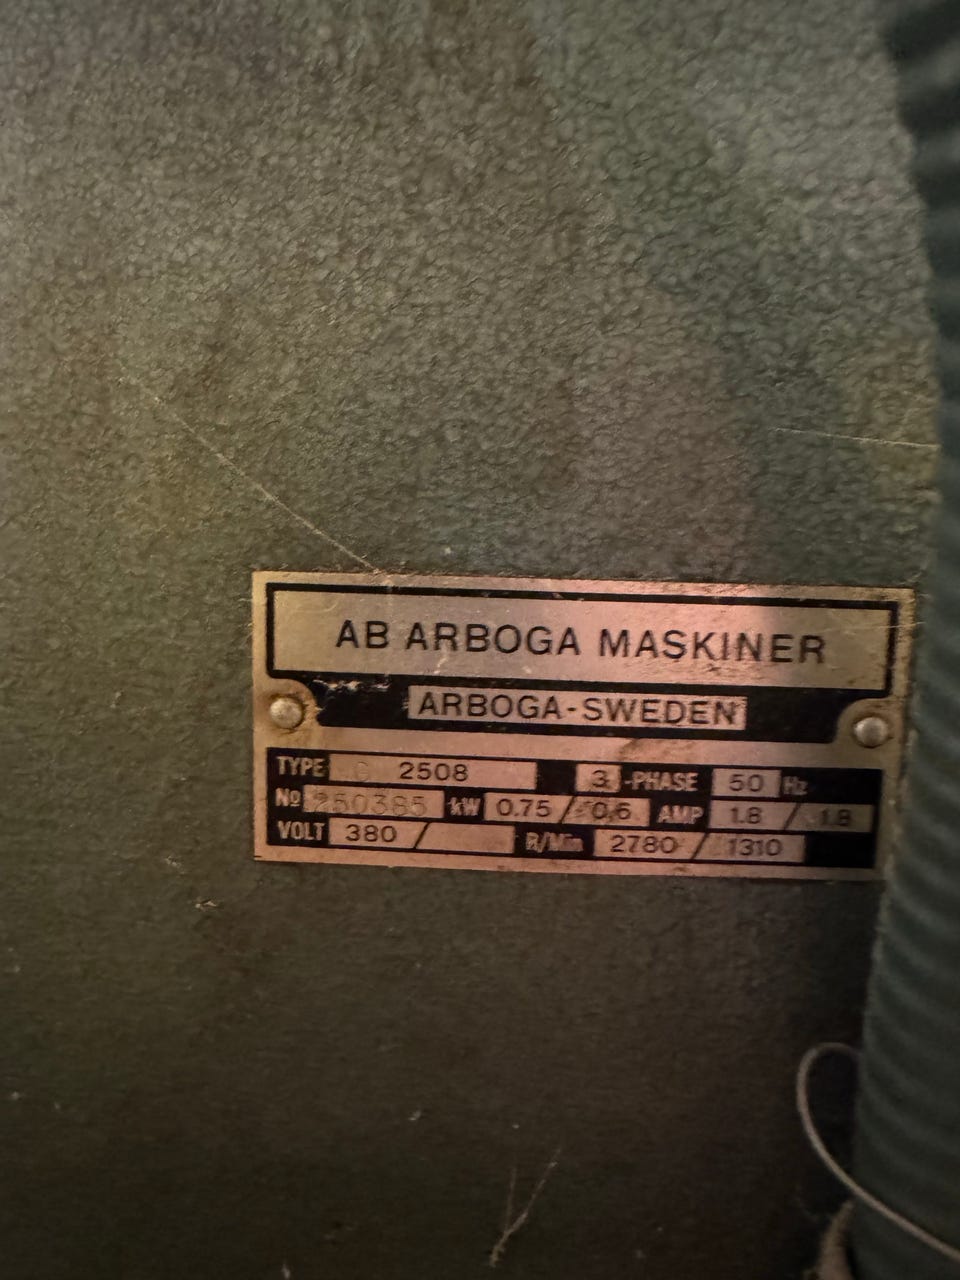 AB ARBOGA MASKINER
ARBOGA-SWEDEN
TYPE G 2508 3 -PHASE 50 Hz
No 250385 kW 0.75 / 0,6 AMP 1.8 / 1.8
VOLT 380 / R/Min 2780 / 1310